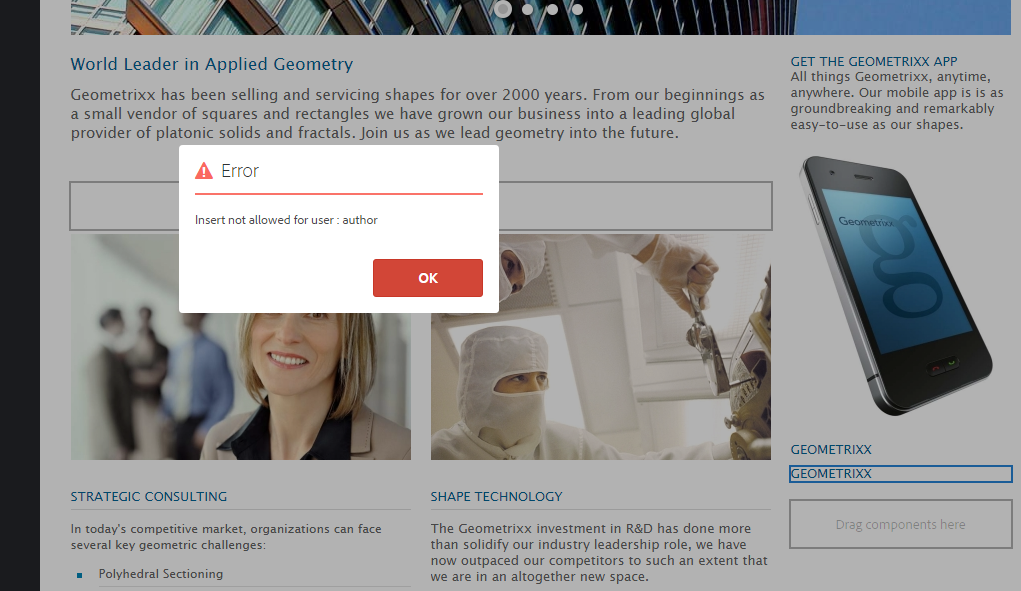 World Leader in Applied Geometry
Geometrixx has been selling and servicing shapes for over 2000 years. From our beginnings as
a small vendor of squares and rectangles we have grown our business into a leading global
provider of platonic solids and fractals. Join us as we lead geometry into the future.
Error
Insert not allowed for user : author
OK
STRATEGIC CONSULTING
In today's competitive market, organizations can face
several key geometric challenges:
Polyhedral Sectioning
SHAPE TECHNOLOGY
The Geometrixx investment in R&D has done more
than solidify our industry leadership role, we have
now outpaced our competitors to such an extent that
we are in an altogether new space.
GET THE GEOMETRIXX APP
All things Geometrixx, anytime,
anywhere. Our mobile app is is as
groundbreaking and remarkably
easy-to-use as our shapes.
Geometrixx
g
GEOMETRIXX
GEOMETRIXX
Drag components here